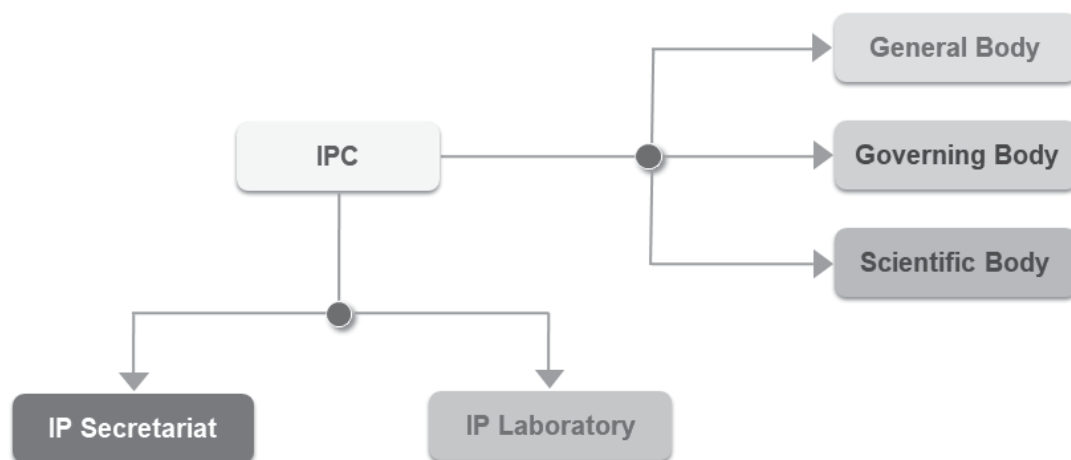 General Body
IPC
Governing Body
Scientific Body
IP Secretariat
IP Laboratory